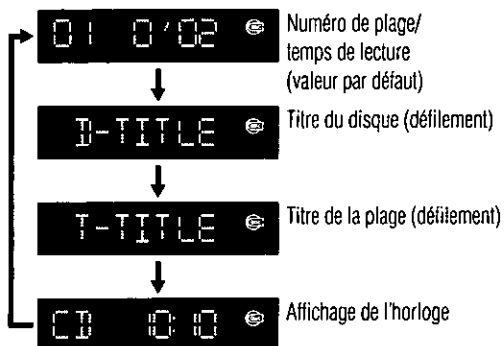 01 0'02
Numéro de plage/
temps de lecture
(valeur par défaut)
D-TITLE
Titre du disque (défilement)
T-TITLE
Titre de la plage (défilement)
CD 10:10
Affichage de l'horloge